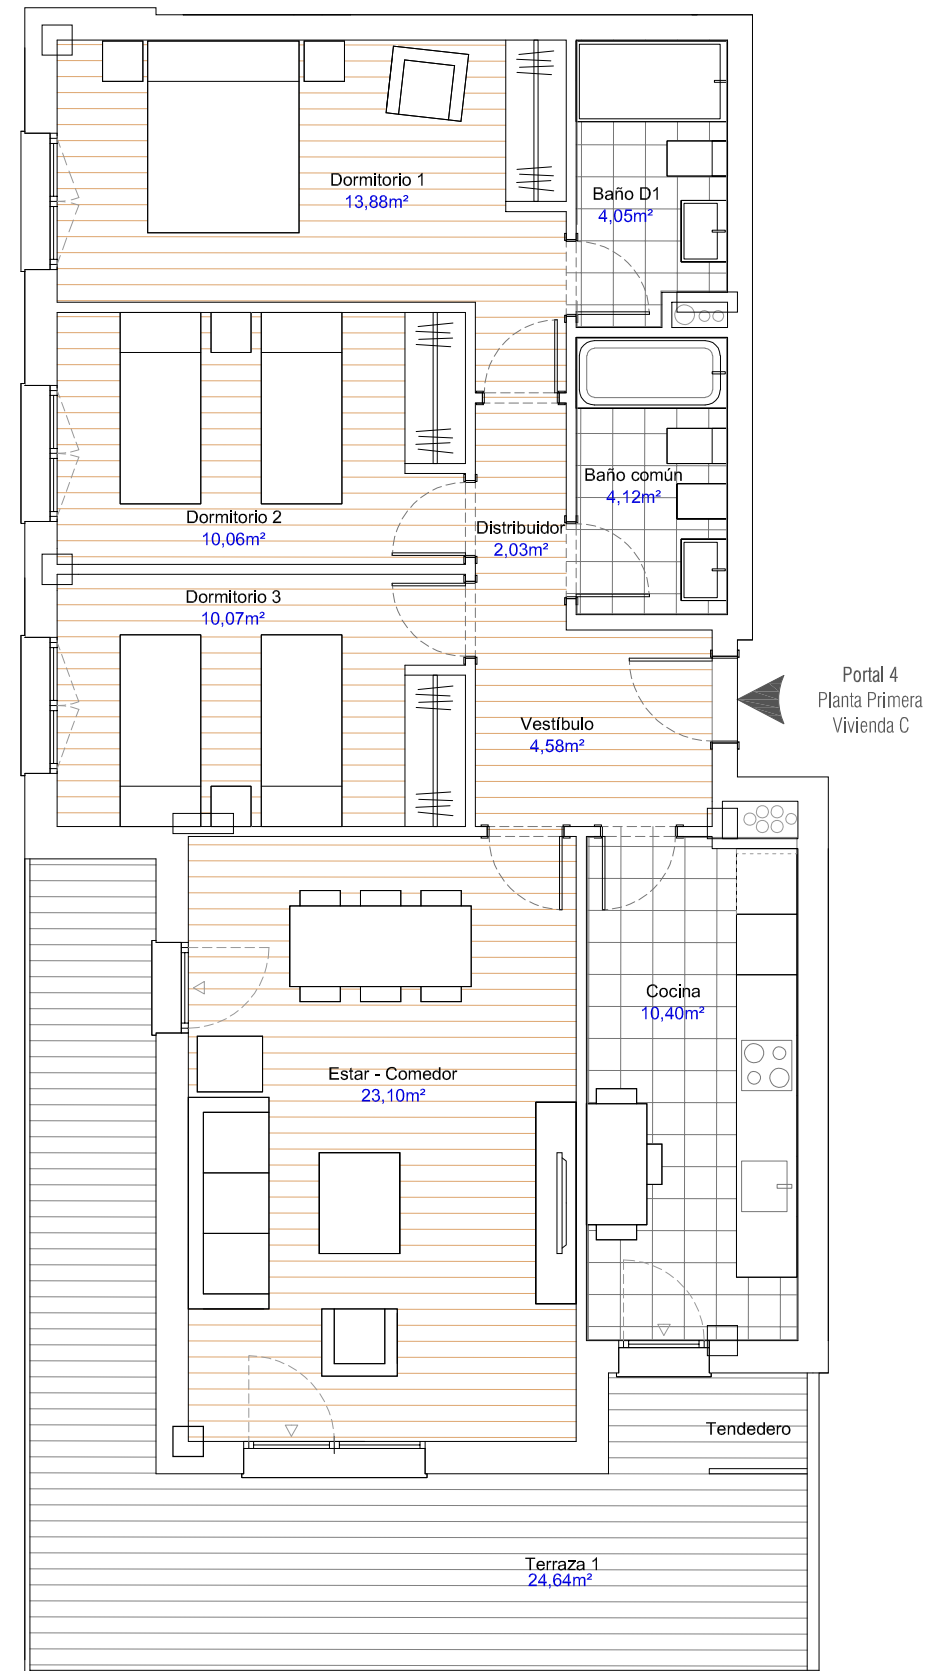 Dormitorio 1
13,88m²
Baño D1
4,05m²
Baño común
4,12m²
Dormitorio 2
10,06m²
Distribuidor
2,03m²
Dormitorio 3
10,07m²
Portal 4
Planta Primera
Vivienda C
Vestíbulo
4,58m²
Cocina
10,40m²
Estar - Comedor
23,10m²
Tendedero
Terraza 1
24,64m²